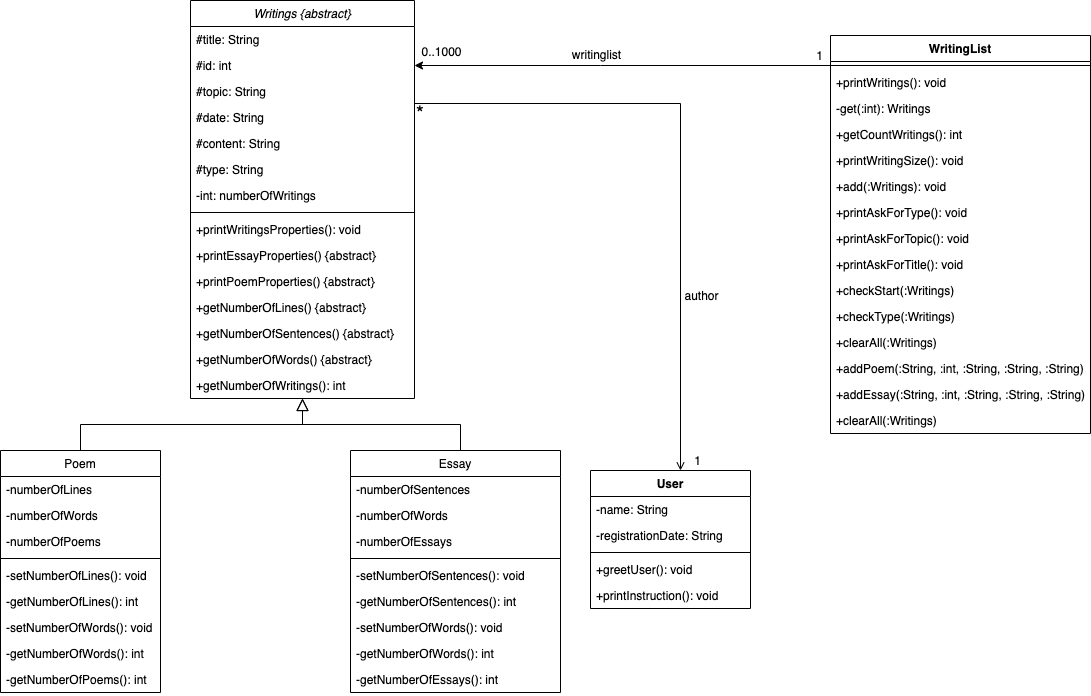 Writings {abstract}
#title: String
#id: int
#topic: String
#date: String
#content: String
#type: String
-int: numberOfWritings
+printWritingsProperties(): void
+printEssayProperties() {abstract}
+printPoemProperties() {abstract}
+getNumberOfLines() {abstract}
+getNumberOfSentences() {abstract}
+getNumberOfWords() {abstract}
+getNumberOfWritings(): int
0..1000
writinglist
1
*
author
1
WritingList
+printWritings(): void
-get(:int): Writings
+getCountWritings(): int
+printWritingSize(): void
+add(:Writings): void
+printAskForType(): void
+printAskForTopic(): void
+printAskForTitle(): void
+checkStart(:Writings)
+checkType(:Writings)
+clearAll(:Writings)
+addPoem(:String, :int, :String, :String, :String)
+addEssay(:String, :int, :String, :String, :String)
+clearAll(:Writings)
Poem
-numberOfLines
-numberOfWords
-numberOfPoems
-setNumberOfLines(): void
-getNumberOfLines(): int
-setNumberOfWords(): void
-getNumberOfWords(): int
-getNumberOfPoems(): int
Essay
-numberOfSentences
-numberOfWords
-numberOfEssays
-setNumberOfSentences(): void
-getNumberOfSentences(): int
-setNumberOfWords(): void
-getNumberOfWords(): int
-getNumberOfEssays(): int
User
-name: String
-registrationDate: String
+greetUser(): void
+printInstruction(): void